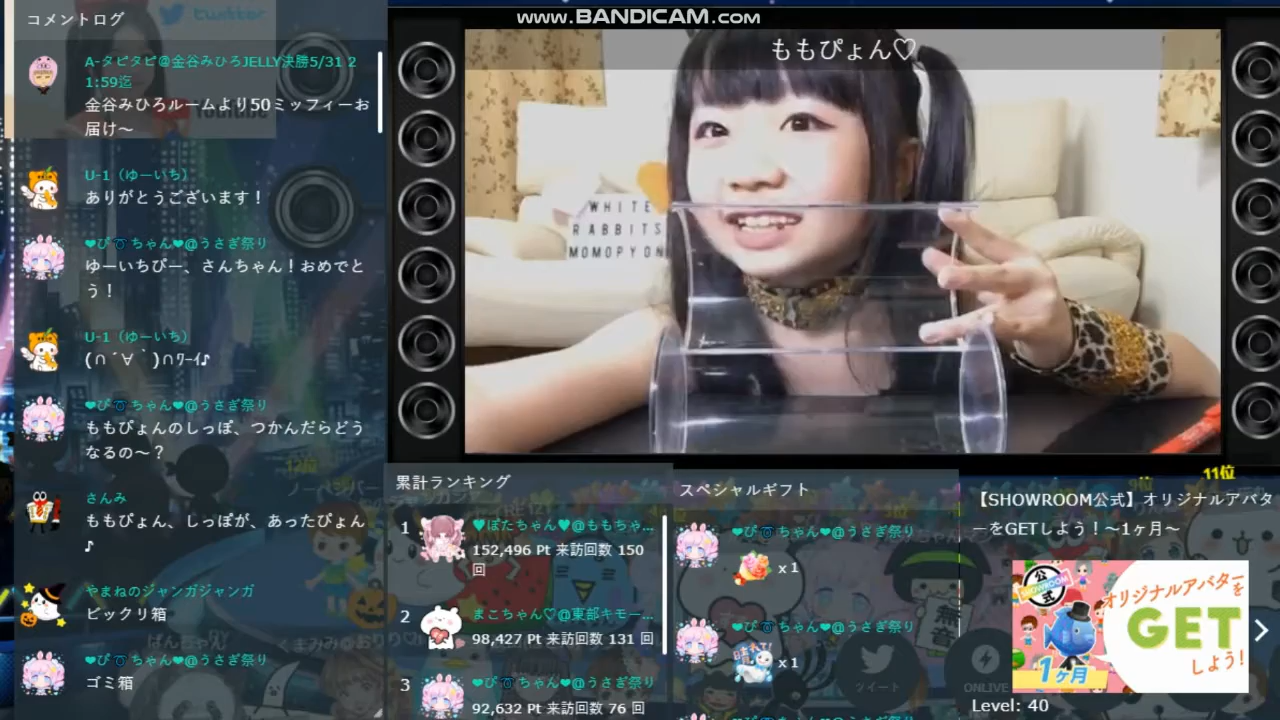 www.BANDICAM.com
コメントログ
twitter
A-タピタピ@金谷みひろJELLY決勝5/31 2
1:59迄
金谷みひろルームより50ミッフィーお
届け〜
YouTube
U-1（ゆーいち）
ありがとうございます！
❤ぴ➰ちゃん❤@うさぎ祭り
ゆーいちぴー、さんちゃん！おめでと
う！
U-1（ゆーいち）
(∩´∀｀)∩ﾜｰｲ♪
❤ぴ➰ちゃん❤@うさぎ祭り
ももぴょんのしっぽ、つかんだらどう
なるの〜？
さんみ
ももぴょん、しっぽが、あったぴょん
♪
やまねのジャンガジャンガ
ビックリ箱
❤ぴ➰ちゃん❤@うさぎ祭り
ゴミ箱
ももぴょん♡
WHITE
RABBITS
MOMOPYON
12位
11位
累計ランキング
1
♥ぽたちゃん♥@ももちゃ...
152,496 Pt 来訪回数 150
回
2
まこちゃん♡@東部キモー...
98,427 Pt 来訪回数 131 回
3
❤ぴ➰ちゃん❤@うさぎ祭り
92,632 Pt 来訪回数 76 回
スペシャルギフト
❤ぴ➰ちゃん❤@うさぎ祭り
x 1
❤ぴ➰ちゃん❤@うさぎ祭り
x 1
無音
ツイート
ONLIVE
【SHOWROOM公式】オリジナルアバタ
ーをGETしよう！〜1ヶ月〜
SHOWROOM
公式
オリジナルアバターを
GET
しよう!
1ヶ月
Level: 40